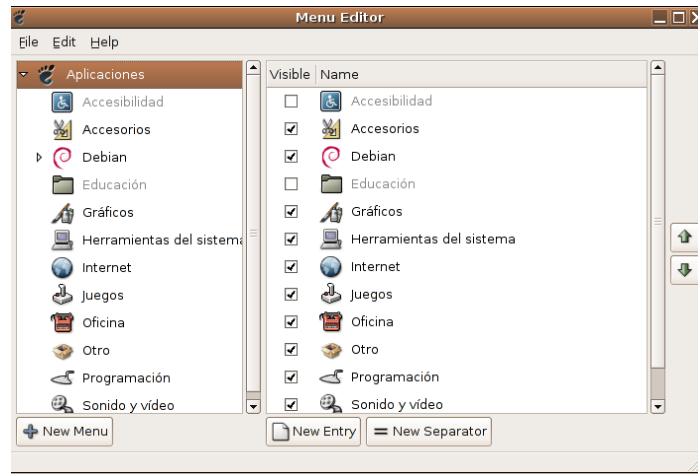 Menu Editor
File Edit Help
Aplicaciones
Accesibilidad
Accesorios
Debian
Educación
Gráficos
Herramientas del sistema
Internet
Juegos
Oficina
Otro
Programación
Sonido y vídeo
Visible Name
Accesibilidad
Accesorios
Debian
Educación
Gráficos
Herramientas del sistema
Internet
Juegos
Oficina
Otro
Programación
Sonido y vídeo
New Menu New Entry New Separator